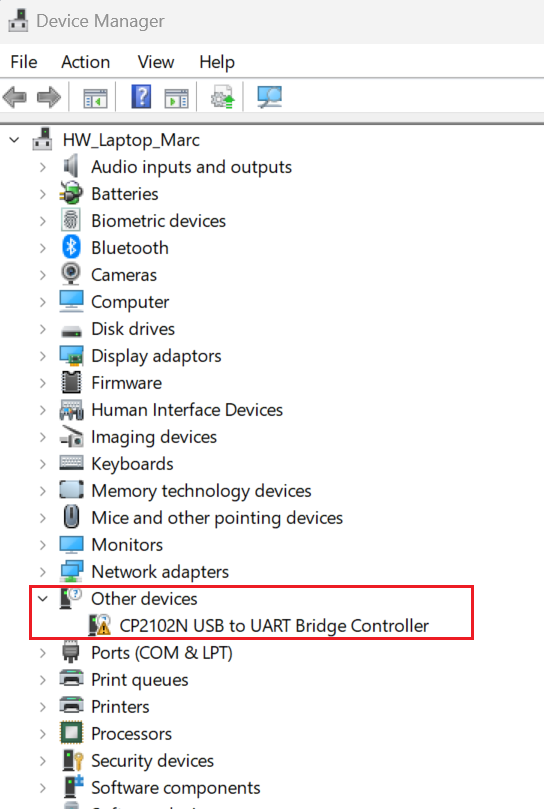 Device Manager
File Action View Help
HW_Laptop_Marc
Audio inputs and outputs
Batteries
Biometric devices
Bluetooth
Cameras
Computer
Disk drives
Display adaptors
Firmware
Human Interface Devices
Imaging devices
Keyboards
Memory technology devices
Mice and other pointing devices
Monitors
Network adapters
Other devices
CP2102N USB to UART Bridge Controller
Ports (COM & LPT)
Print queues
Printers
Processors
Security devices
Software components